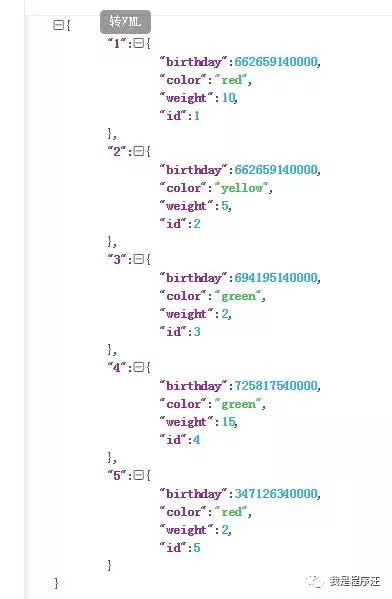 转XML
{
"1":{
"birthday":662659140000,
"color":"red",
"weight":10,
"id":1
},
"2":{
"birthday":662659140000,
"color":"yellow",
"weight":5,
"id":2
},
"3":{
"birthday":694195140000,
"color":"green",
"weight":2,
"id":3
},
"4":{
"birthday":725817540000,
"color":"green",
"weight":15,
"id":4
},
"5":{
"birthday":347126340000,
"color":"red",
"weight":2,
"id":5
}
}
我是程序汪